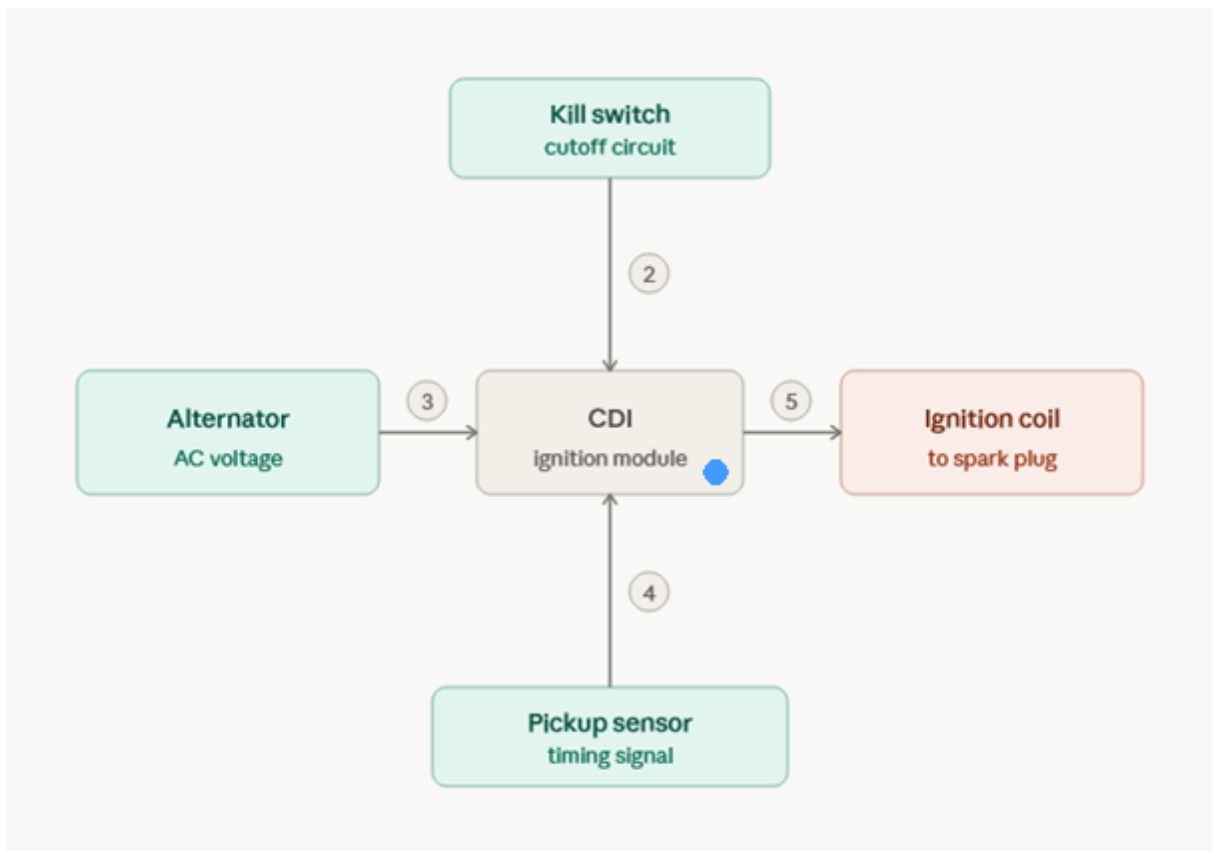 Kill switch
cutoff circuit
2
Alternator
AC voltage
3
CDI
ignition module
5
Ignition coil
to spark plug
4
Pickup sensor
timing signal